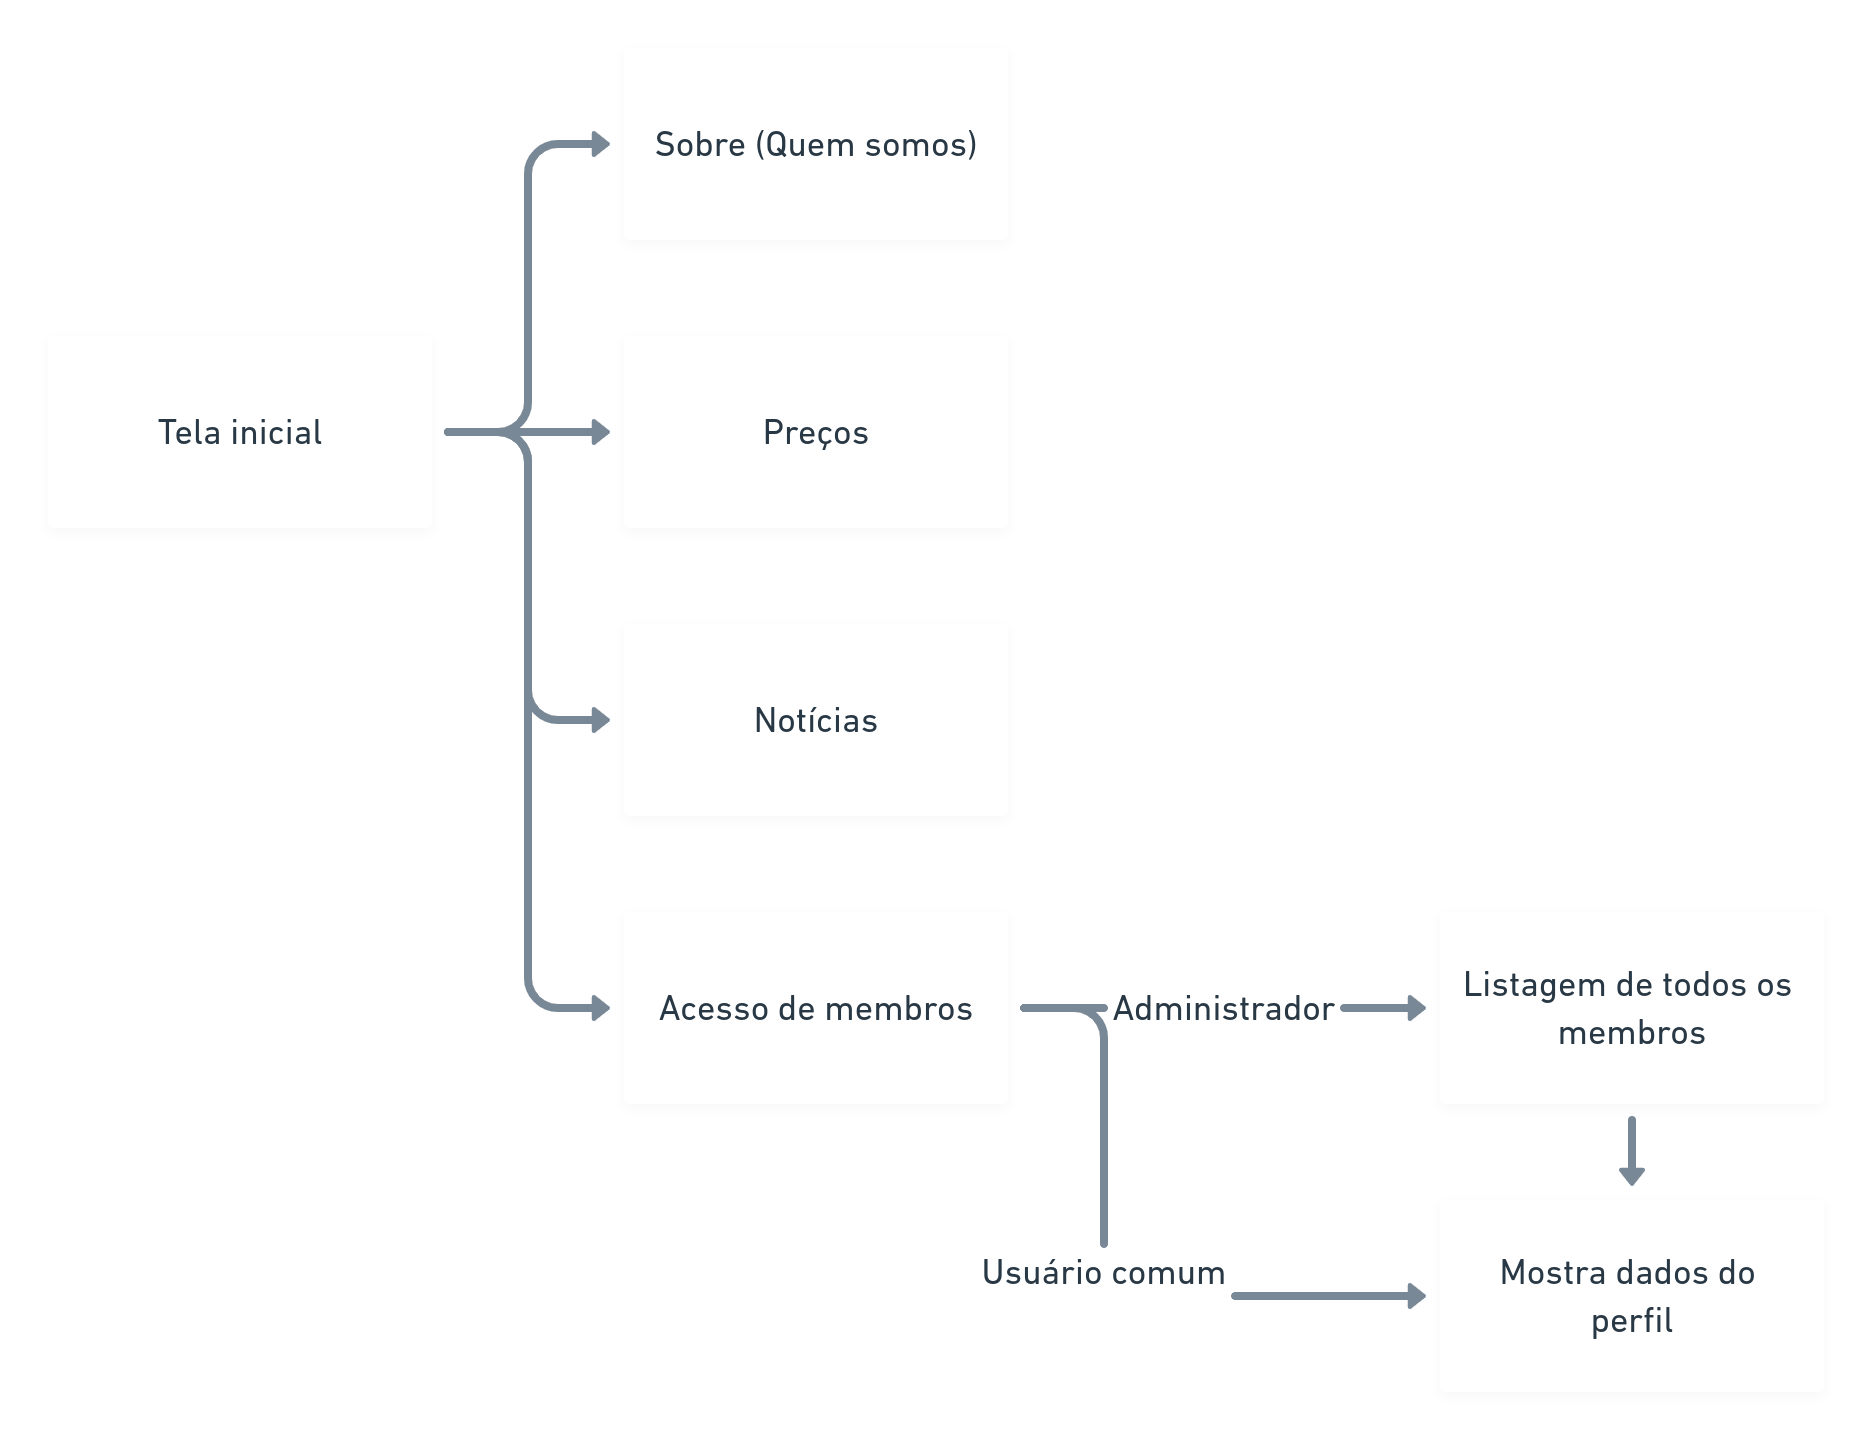 Sobre (Quem somos)
Tela inicial
Preços
Notícias
Acesso de membros
Administrador
Listagem de todos os
membros
Usuário comum
Mostra dados do
perfil